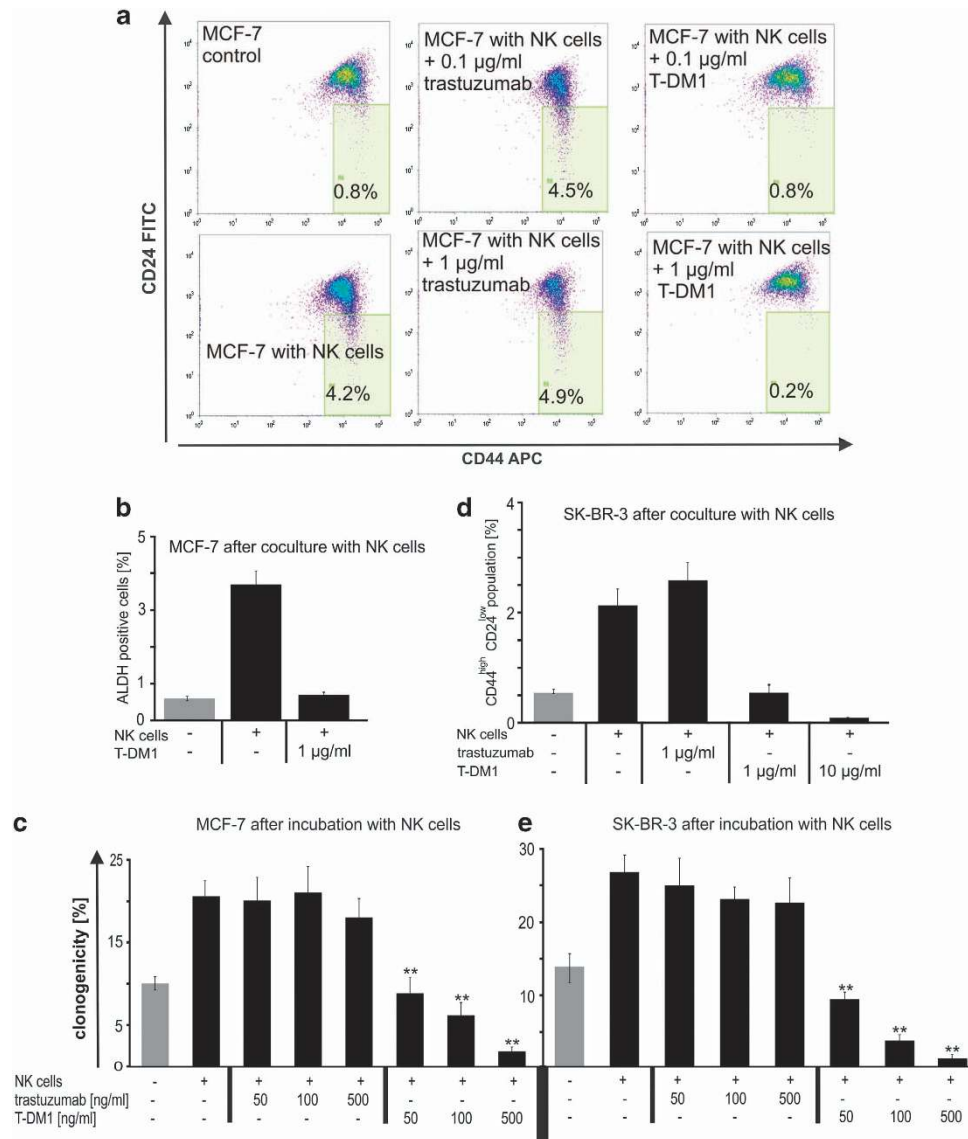 a
MCF-7
control
0.8%
MCF-7 with NK cells
+ 0.1 µg/ml
trastuzumab
4.5%
MCF-7 with NK cells
+ 0.1 µg/ml
T-DM1
0.8%
MCF-7 with NK cells
4.2%
MCF-7 with NK cells
+ 1 µg/ml
trastuzumab
4.9%
MCF-7 with NK cells
+ 1 µg/ml
T-DM1
0.2%
CD24 FITC
CD44 APC
b
MCF-7 after coculture with NK cells
ALDH positive cells [%]
5
3
1
0
NK cells - + +
T-DM1 - - 1 µg/ml
d
SK-BR-3 after coculture with NK cells
CD44high CD24low population [%]
4
2
0
NK cells - + + + +
trastuzumab - - 1 µg/ml - -
T-DM1 - - - 1 µg/ml 10 µg/ml
c
MCF-7 after incubation with NK cells
clonogenicity [%]
25
15
10
5
0
** ** **
NK cells - + + + + + + +
trastuzumab [ng/ml] - - 50 100 500 - - -
T-DM1 [ng/ml] - - - - - 50 100 500
e
SK-BR-3 after incubation with NK cells
30
20
10
0
** ** **
- + + + + + + +
- - 50 100 500 - - -
- - - - - 50 100 500